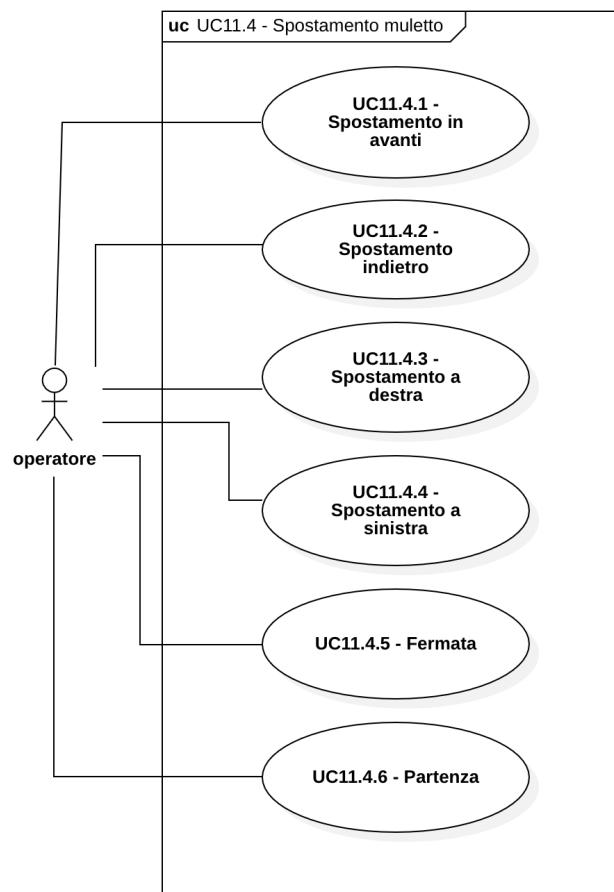 uc UC11.4 - Spostamento muletto
UC11.4.1 -
Spostamento in
avanti
UC11.4.2 -
Spostamento
indietro
UC11.4.3 -
Spostamento a
destra
operatore
UC11.4.4 -
Spostamento a
sinistra
UC11.4.5 - Fermata
UC11.4.6 - Partenza